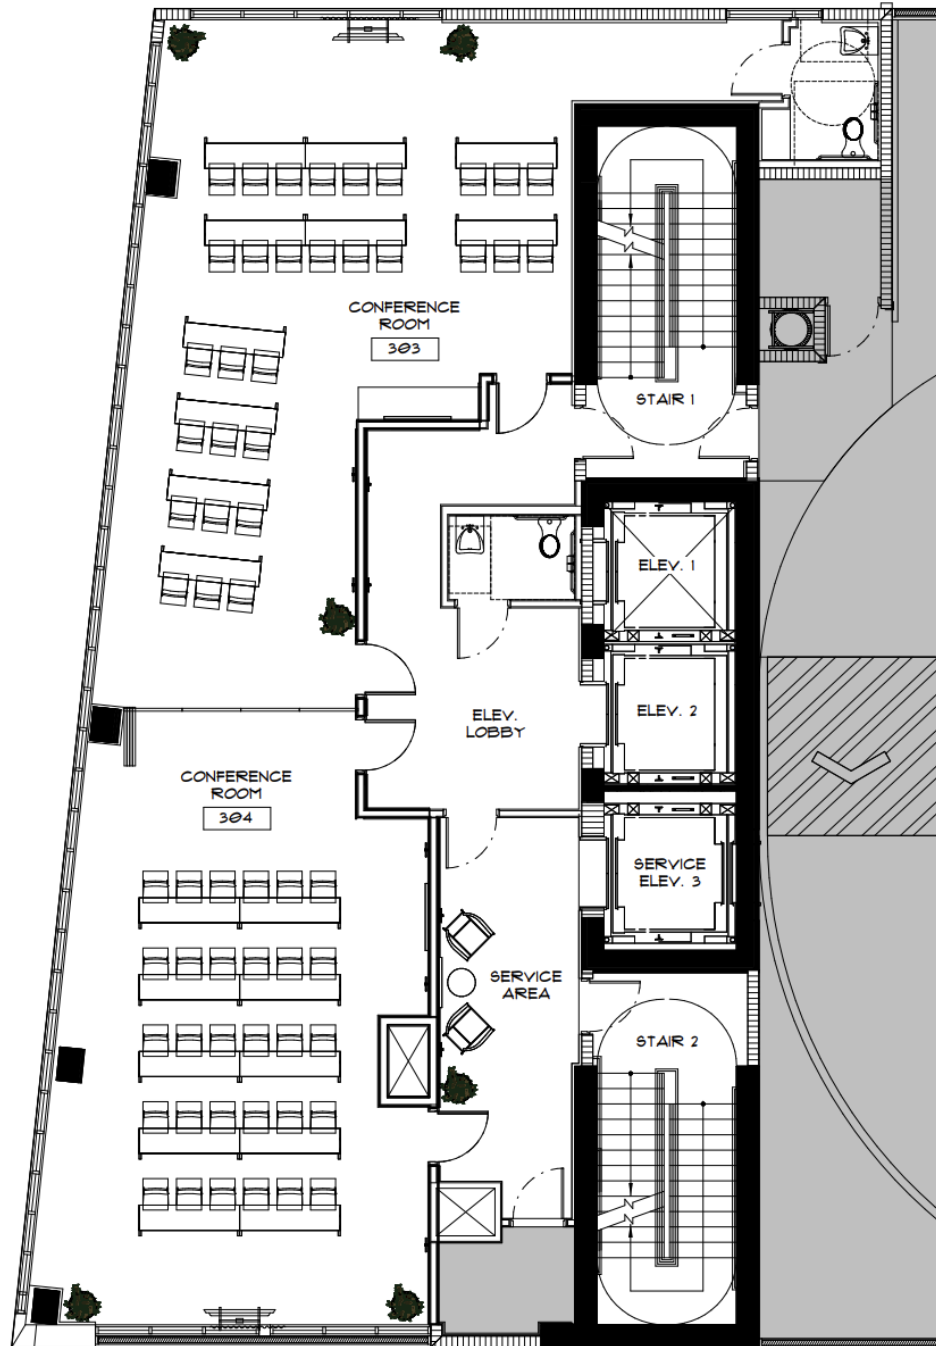 CONFERENCE
ROOM
303
STAIR 1
ELEV. 1
ELEV. 2
ELEV.
LOBBY
CONFERENCE
ROOM
304
SERVICE
ELEV. 3
SERVICE
AREA
STAIR 2